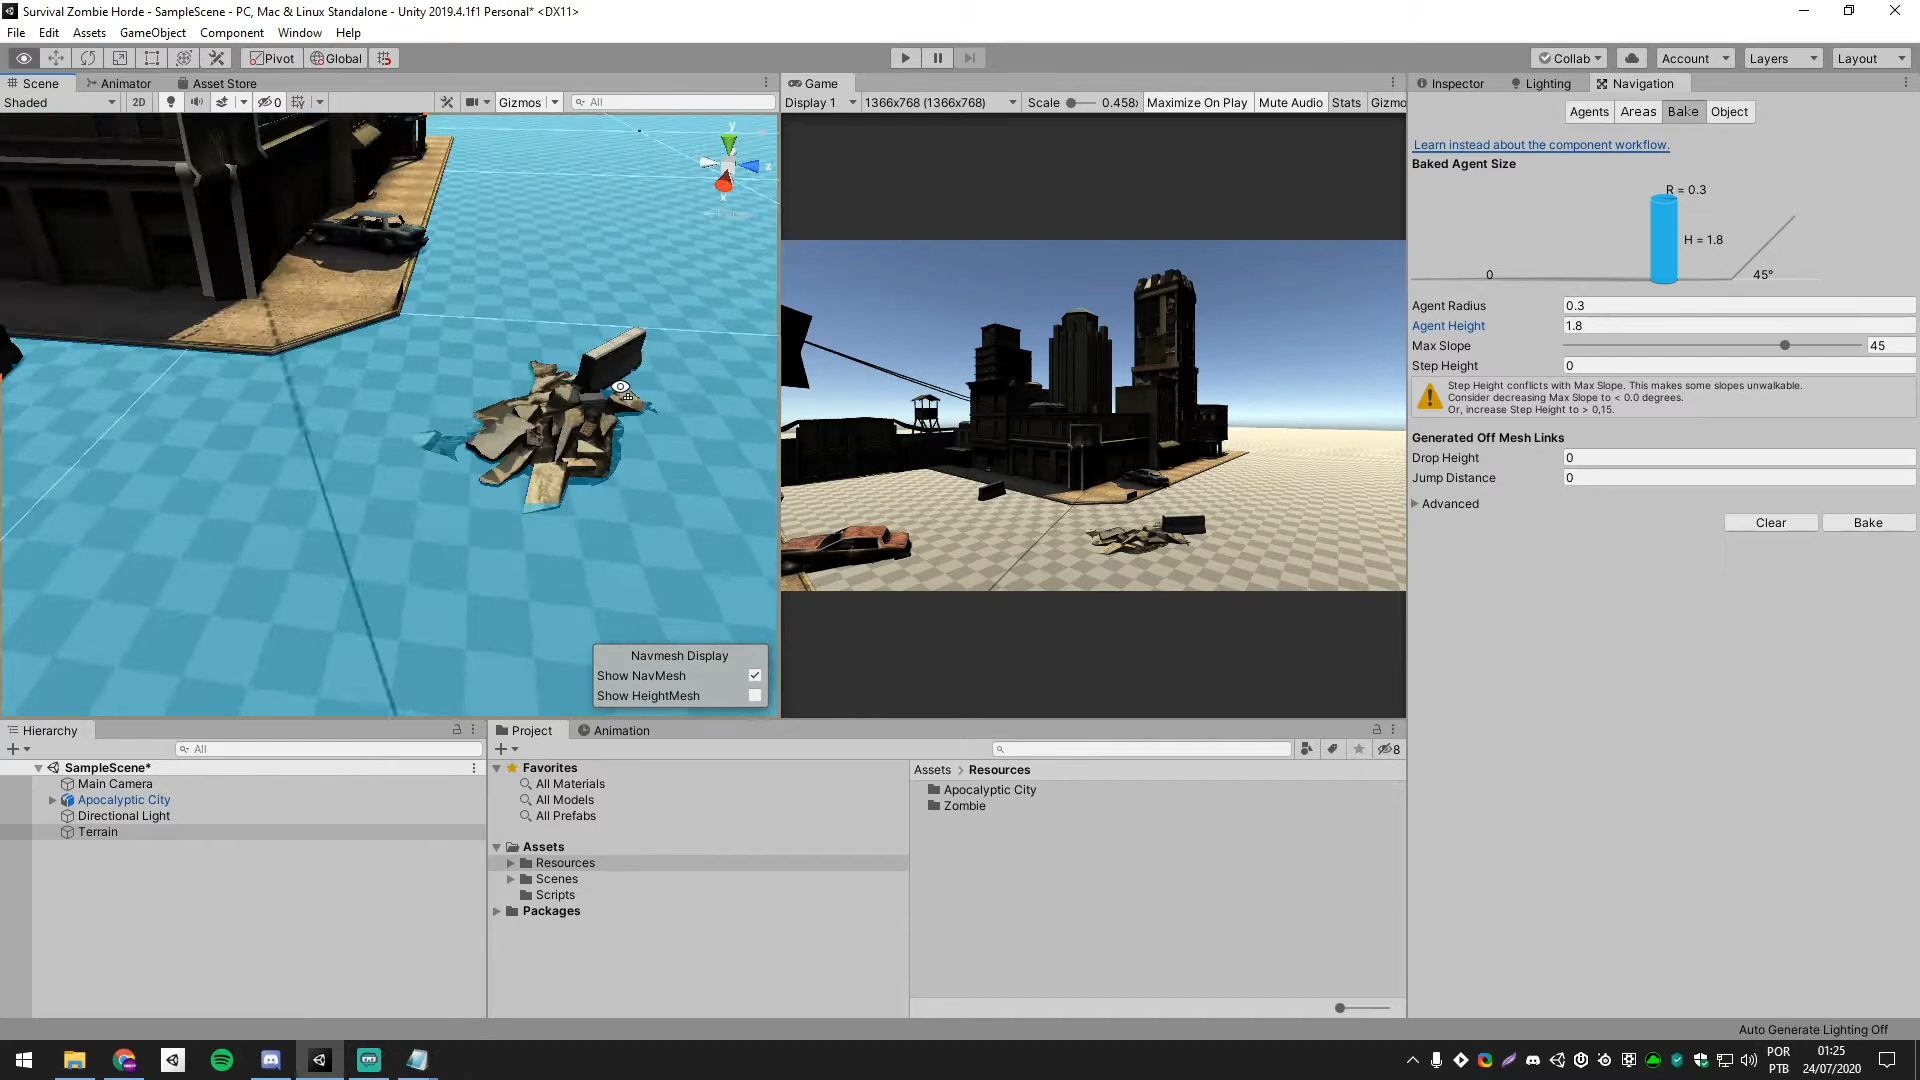 Survival Zombie Horde - SampleScene - PC, Mac & Linux Standalone - Unity 2019.4.1f1 Personal* <DX11>
File Edit Assets GameObject Component Window Help
Pivot Global Collab Account Layers Layout
Scene Animator Asset Store
Shaded 2D 0 Gizmos All
y
z
x
Persp
Navmesh Display
Show NavMesh
Show HeightMesh
Game
Display 1 1366x768 (1366x768) Scale 0.458x Maximize On Play Mute Audio Stats Gizmo
Inspector Lighting Navigation
Agents Areas Bake Object
Learn instead about the component workflow.
Baked Agent Size
R = 0.3
H = 1.8
0
45°
Agent Radius 0.3
Agent Height 1.8
Max Slope 45
Step Height 0
Step Height conflicts with Max Slope. This makes some slopes unwalkable.
Consider decreasing Max Slope to < 0.0 degrees.
Or, increase Step Height to > 0,15.
Generated Off Mesh Links
Drop Height 0
Jump Distance 0
Advanced
Clear Bake
Hierarchy
All
SampleScene*
Main Camera
Apocalyptic City
Directional Light
Terrain
Project Animation
8
Favorites
All Materials
All Models
All Prefabs
Assets
Resources
Scenes
Scripts
Packages
Assets > Resources
Apocalyptic City
Zombie
Auto Generate Lighting Off
POR
PTB
01:25
24/07/2020